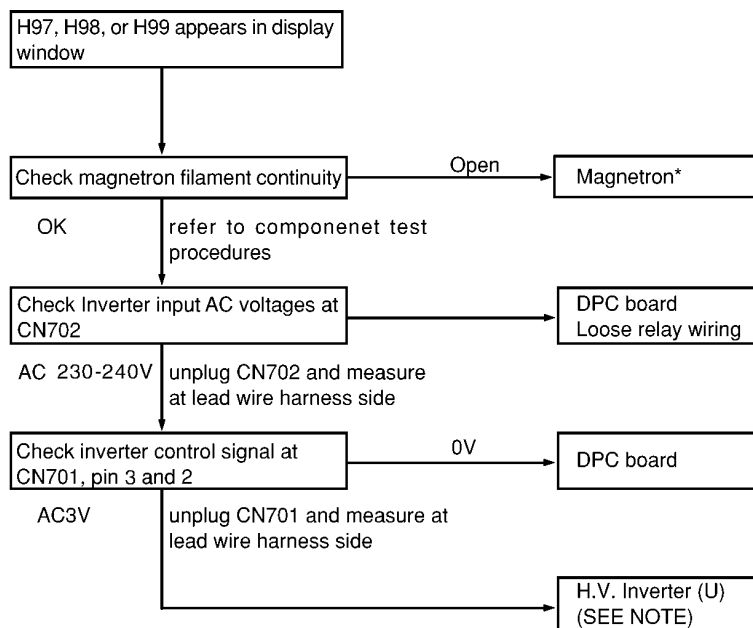 H97, H98, or H99 appears in display
window
Check magnetron filament continuity
Open
Magnetron*
OK
refer to componenet test
procedures
Check Inverter input AC voltages at
CN702
DPC board
Loose relay wiring
AC 230-240V
unplug CN702 and measure
at lead wire harness side
Check inverter control signal at
CN701, pin 3 and 2
0V
DPC board
AC3V
unplug CN701 and measure at
lead wire harness side
H.V. Inverter (U)
(SEE NOTE)